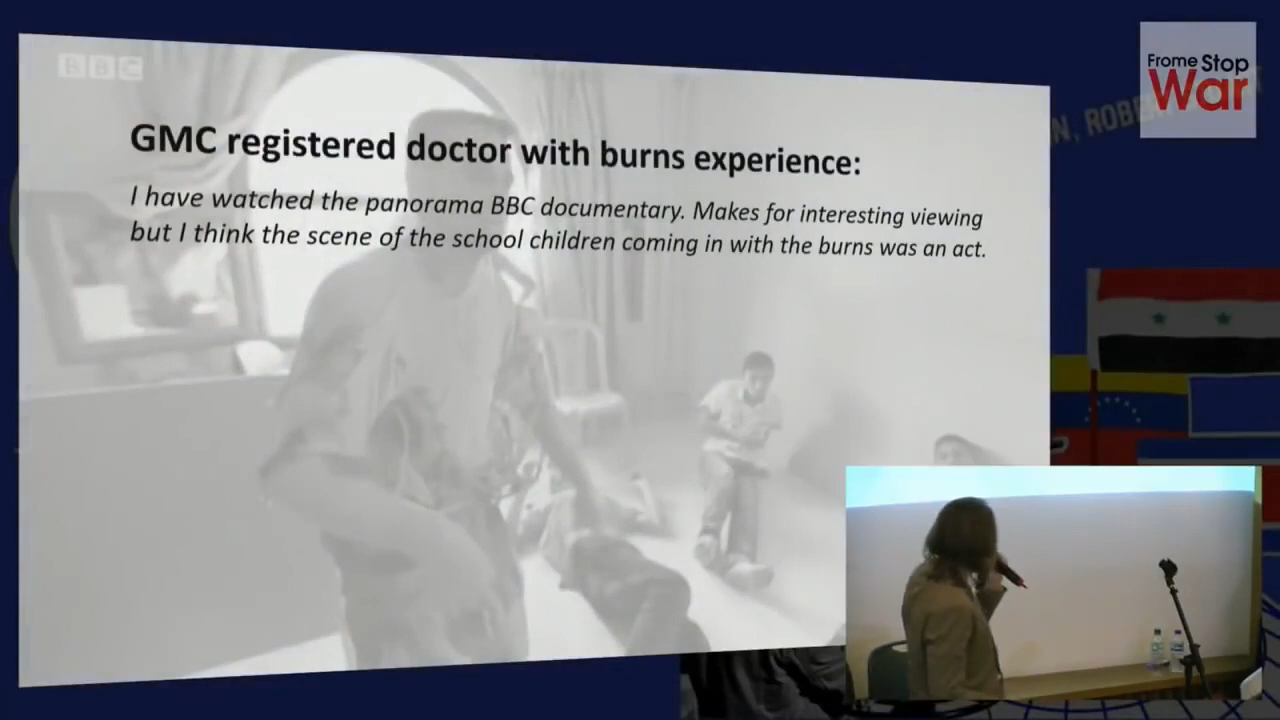 BBC
Frome Stop
War
N, ROBE
GMC registered doctor with burns experience:
I have watched the panorama BBC documentary. Makes for interesting viewing
but I think the scene of the school children coming in with the burns was an act.